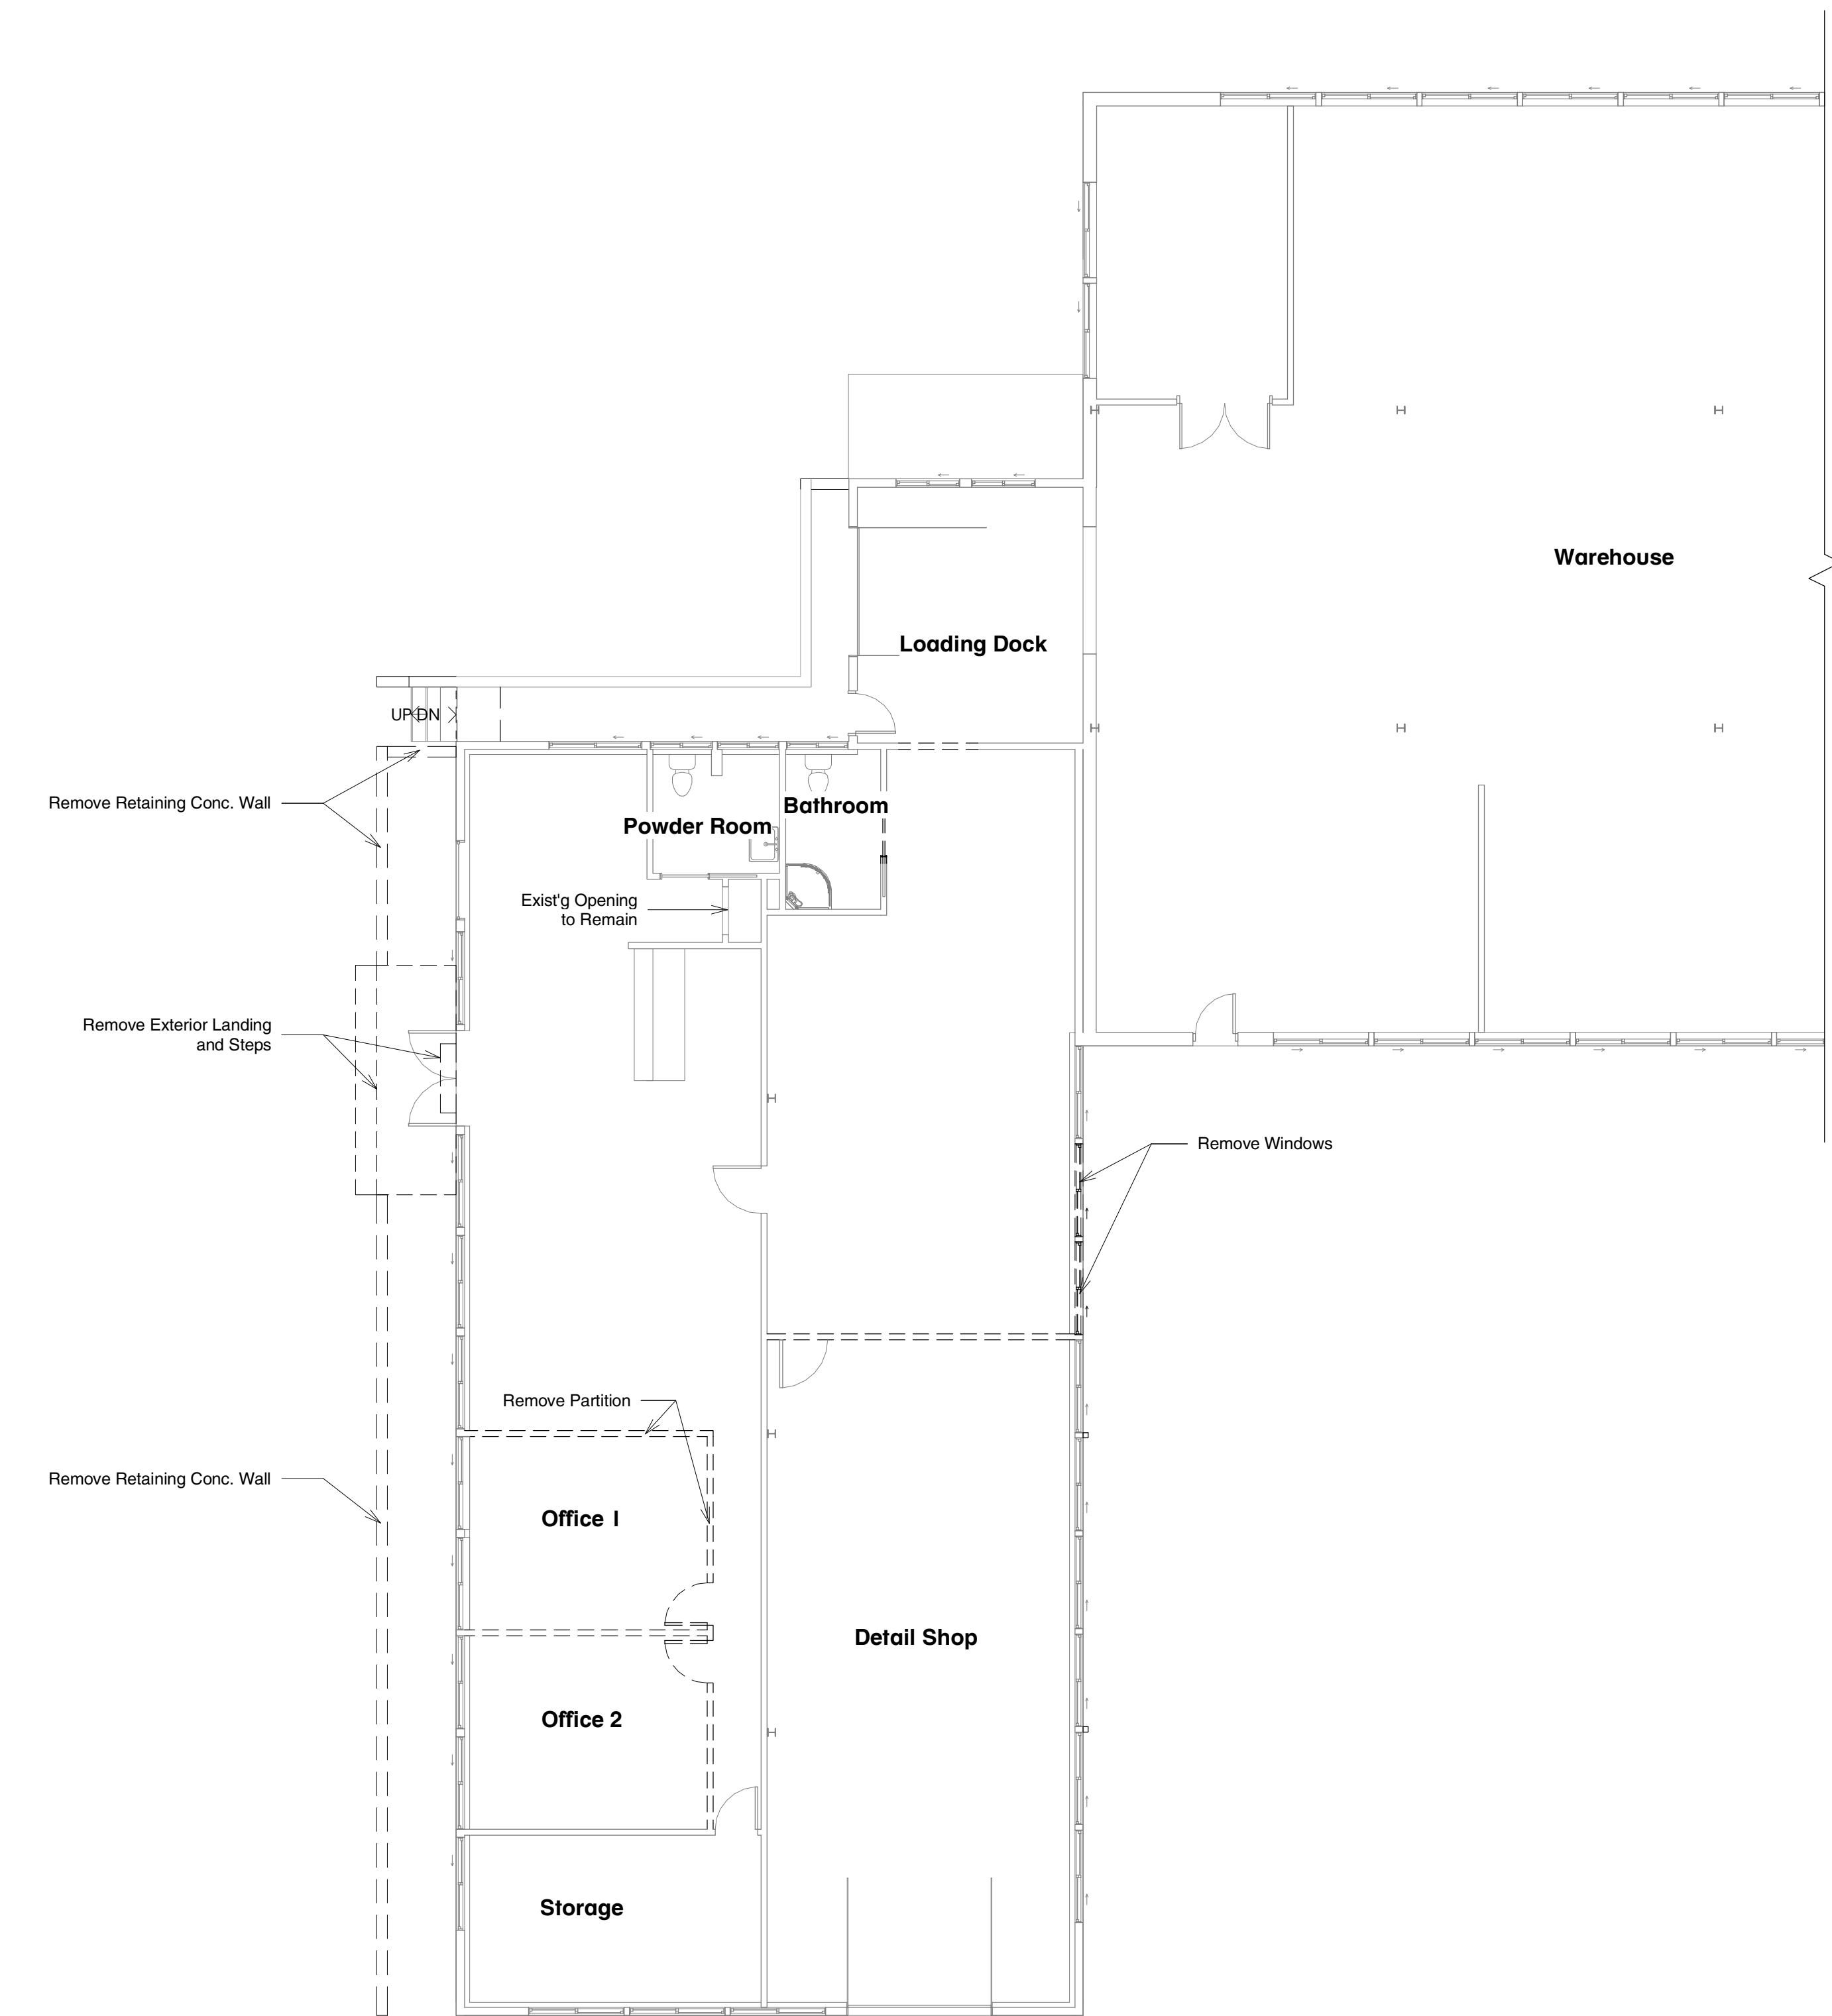 Warehouse
Loading Dock
UP DN
Remove Retaining Conc. Wall
Powder Room
Bathroom
Exist'g Opening
to Remain
Remove Exterior Landing
and Steps
Remove Windows
Remove Partition
Remove Retaining Conc. Wall
Office 1
Detail Shop
Office 2
Storage